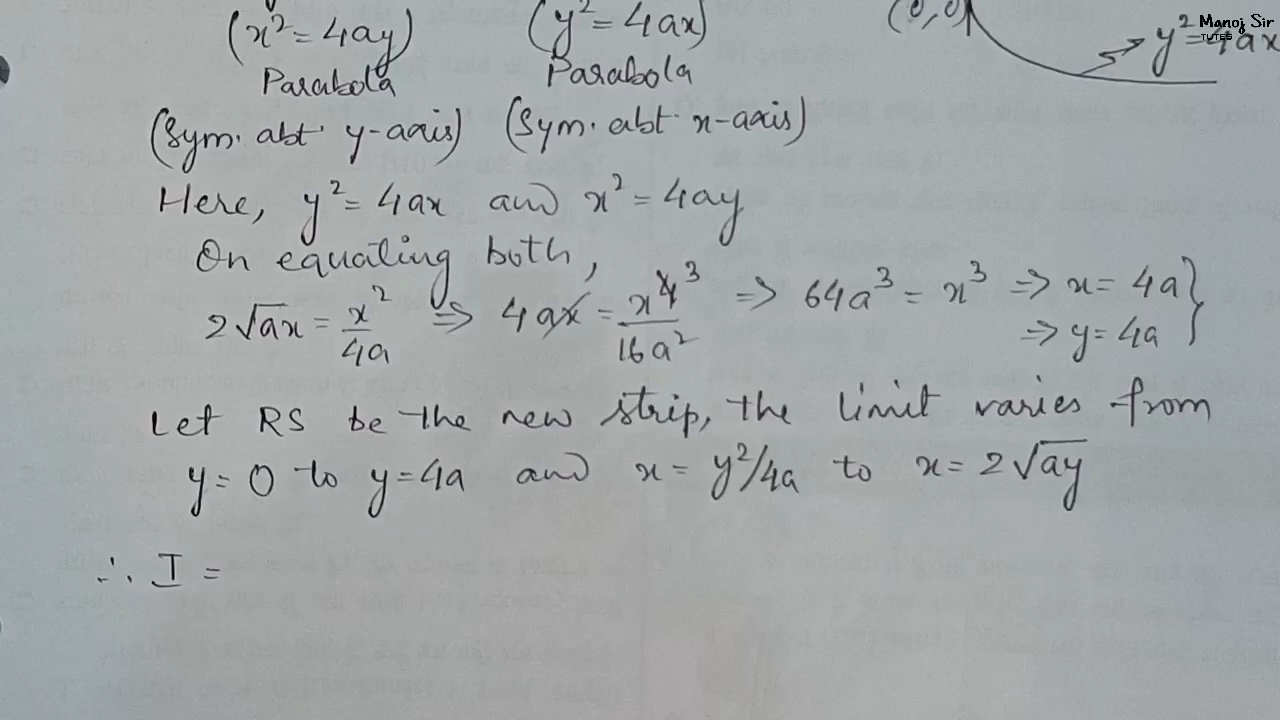 (x² = 4ay) (y² = 4ax) (0,0)
Parabola Parabola y² = 4ax
(Sym. abt. y-axis) (Sym. abt. x-axis)
Here, y² = 4ax and x² = 4ay
On equating both,
2√ax = x²/4a => 4ax = x⁴³/16a² => 64a³ = x³ => x = 4a }
=> y = 4a
Let RS be the new strip, the limit varies from
y = 0 to y = 4a and x = y²/4a to x = 2√ay
∴ I =
Manoj Sir
TUTES